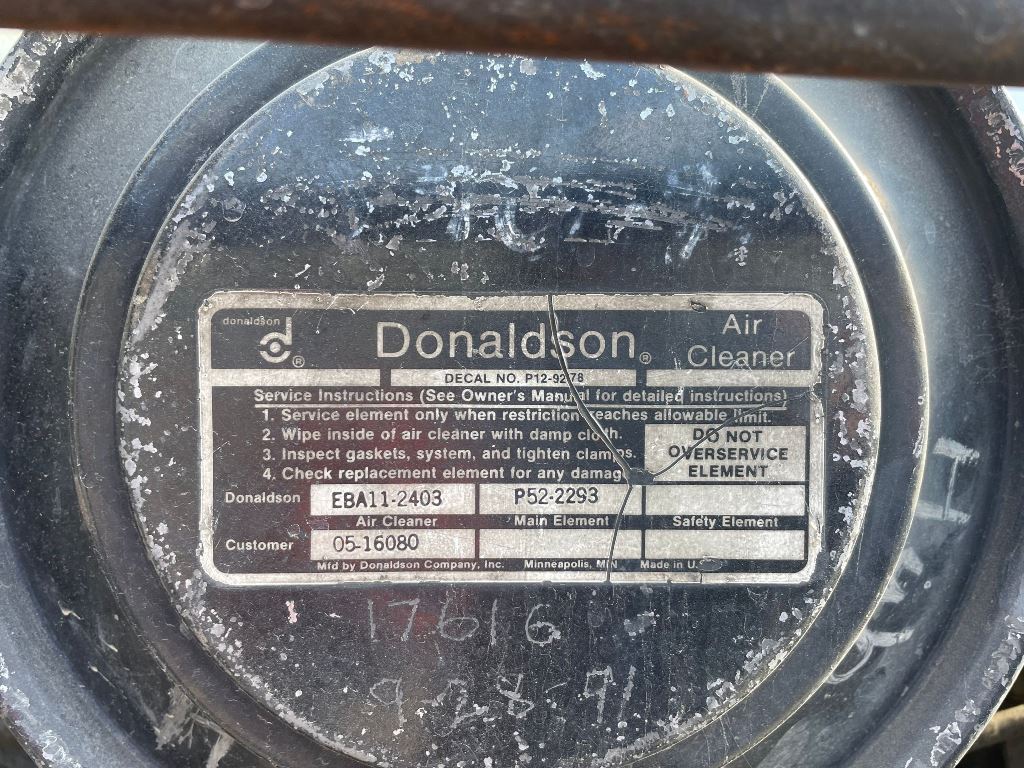 donaldson
®
Donaldson®
Air
Cleaner
DECAL NO. P12-9278
Service Instructions (See Owner's Manual for detailed instructions)
1. Service element only when restriction reaches allowable limit.
2. Wipe inside of air cleaner with damp cloth.
3. Inspect gaskets, system, and tighten clamps.
4. Check replacement element for any damage
DO NOT
OVERSERVICE
ELEMENT
Donaldson EBA11-2403 P52-2293
Air Cleaner Main Element Safety Element
Customer 05-16080
Mfd by Donaldson Company, Inc. Minneapolis, MN Made in U.S.
17616
9-28-91